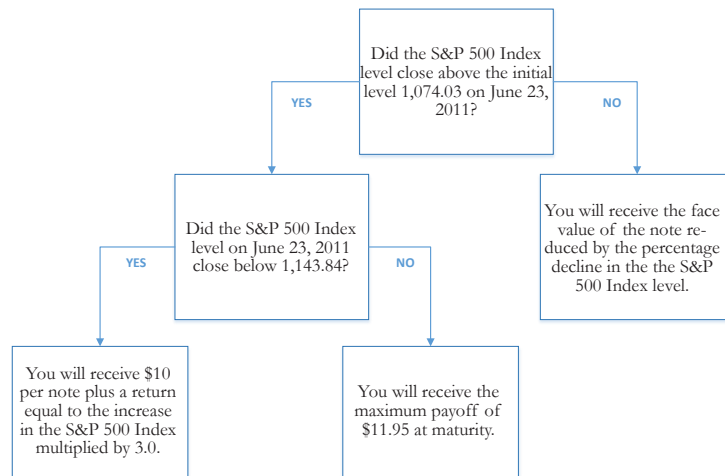 Did the S&P 500 Index
level close above the initial
level 1,074.03 on June 23,
2011?
YES
NO
Did the S&P 500 Index
level on June 23, 2011
close below 1,143.84?
You will receive the face
value of the note re-
duced by the percentage
decline in the the S&P
500 Index level.
YES
NO
You will receive $10
per note plus a return
equal to the increase
in the S&P 500 Index
multiplied by 3.0.
You will receive the
maximum payoff of
$11.95 at maturity.